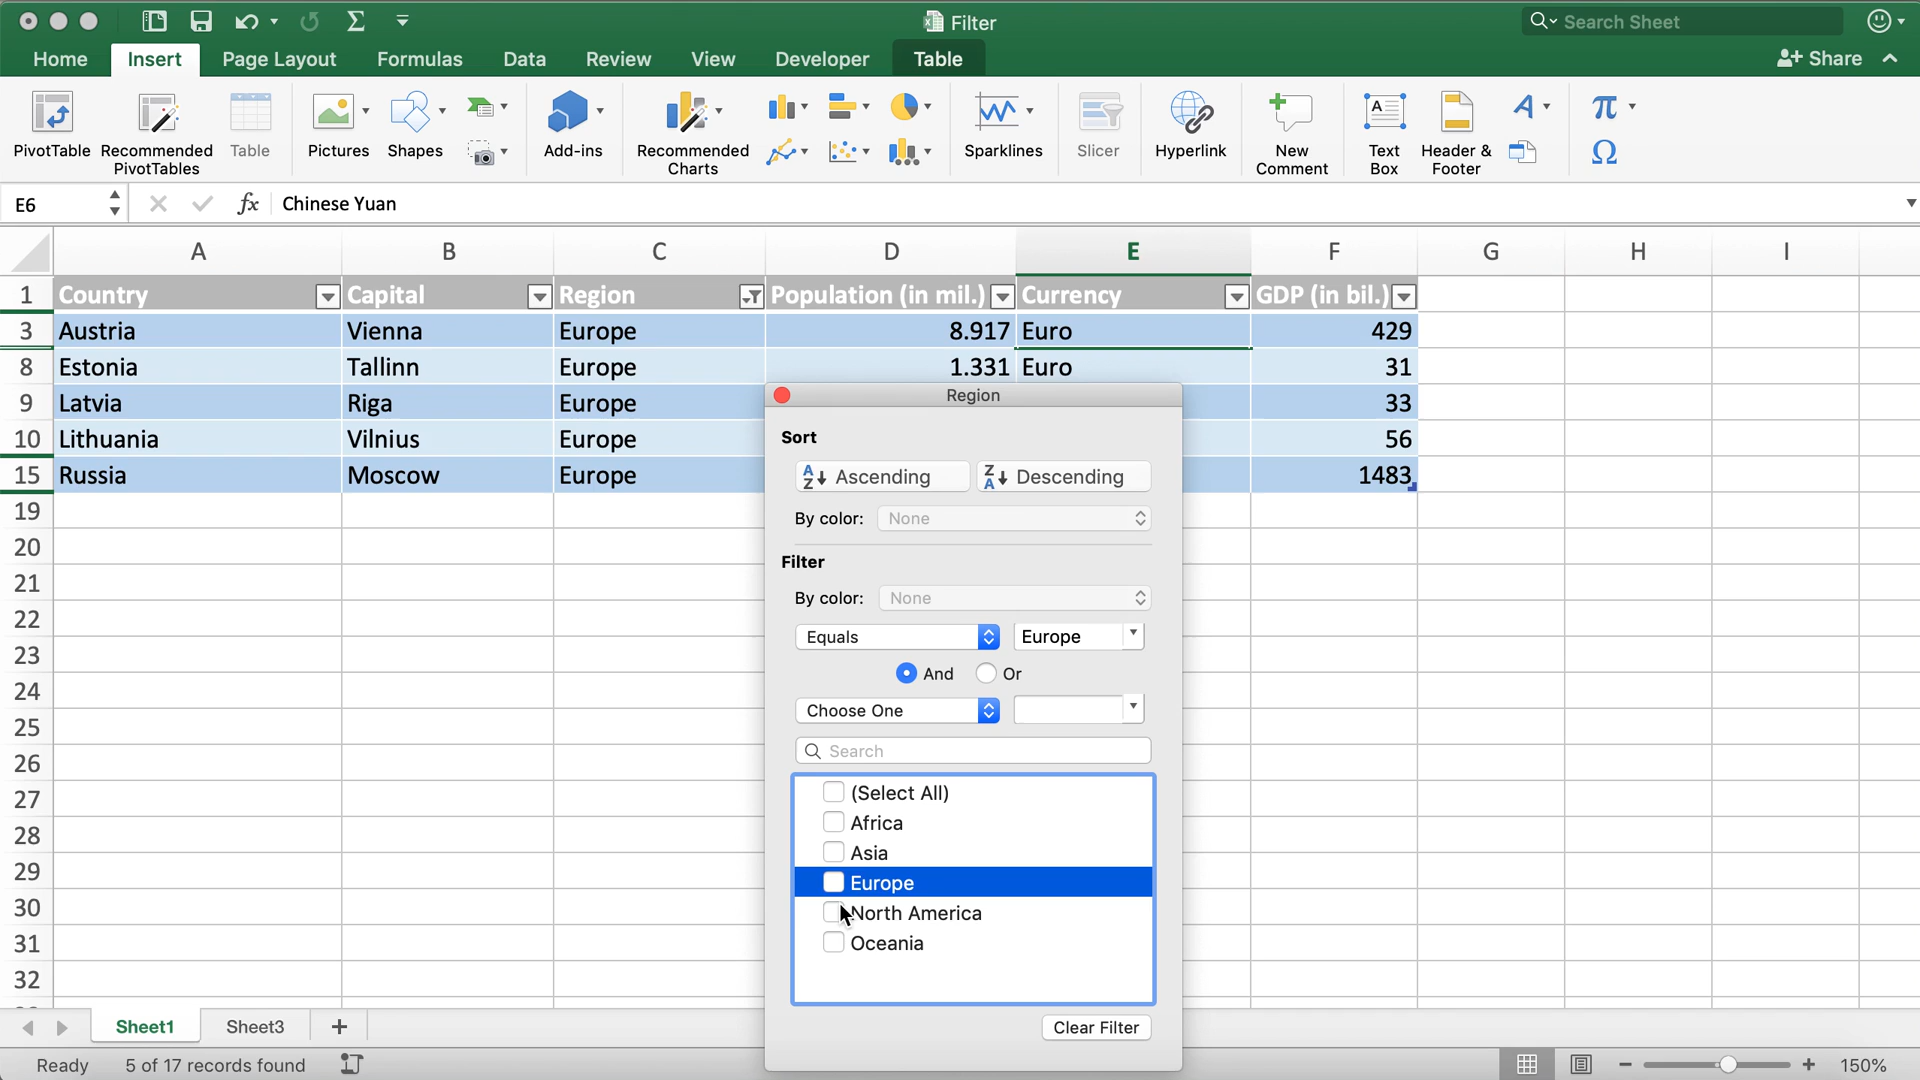 Filter
Search Sheet
Home Insert Page Layout Formulas Data Review View Developer Table Share
PivotTable Recommended PivotTables Table Pictures Shapes Add-ins Recommended Charts Sparklines Slicer Hyperlink New Comment Text Box Header & Footer
E6 fx Chinese Yuan
A B C D E F G H I
1 Country Capital Region Population (in mil.) Currency GDP (in bil.)
3 Austria Vienna Europe 8.917 Euro 429
8 Estonia Tallinn Europe 1.331 Euro 31
9 Latvia Riga Europe 33
10 Lithuania Vilnius Europe 56
15 Russia Moscow Europe 1483
19
20
21
22
23
24
25
26
27
28
29
30
31
32
Region
Sort
Ascending Descending
By color: None
Filter
By color: None
Equals Europe
And Or
Choose One
Search
(Select All)
Africa
Asia
Europe
North America
Oceania
Clear Filter
Sheet1 Sheet3 +
Ready 5 of 17 records found 150%